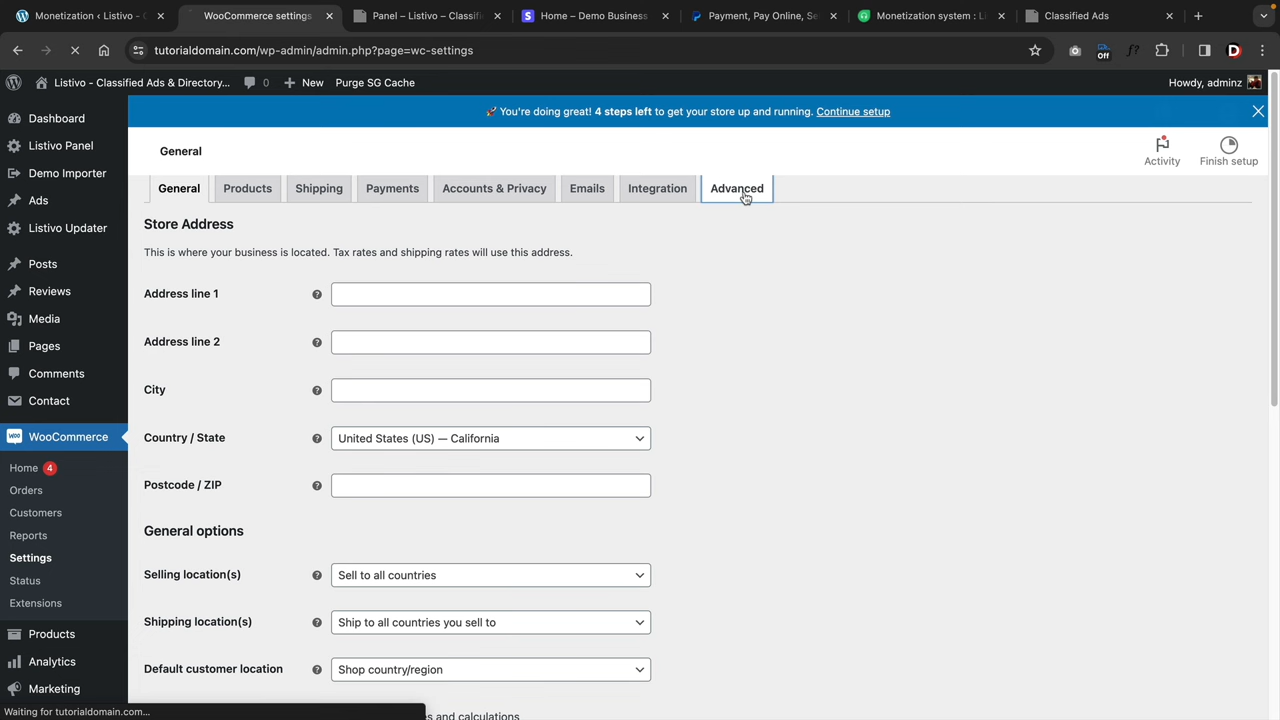 Monetization ‹ Listivo - C
WooCommerce settings
Panel – Listivo – Classifie
Home – Demo Business
Payment, Pay Online, Se
Monetization system : Li
Classified Ads
tutorialdomain.com/wp-admin/admin.php?page=wc-settings
Off
f?
D
Listivo - Classified Ads & Directory...
0
New
Purge SG Cache
Howdy, adminz
Dashboard
Listivo Panel
Demo Importer
Ads
Listivo Updater
Posts
Reviews
Media
Pages
Comments
Contact
WooCommerce
Home 4
Orders
Customers
Reports
Settings
Status
Extensions
Products
Analytics
Marketing
🚀 You're doing great! 4 steps left to get your store up and running. Continue setup
General
Activity
Finish setup
General
Products
Shipping
Payments
Accounts & Privacy
Emails
Integration
Advanced
Store Address
This is where your business is located. Tax rates and shipping rates will use this address.
Address line 1
Address line 2
City
Country / State
United States (US) — California
Postcode / ZIP
General options
Selling location(s)
Sell to all countries
Shipping location(s)
Ship to all countries you sell to
Default customer location
Shop country/region
es and calculations
Waiting for tutorialdomain.com...